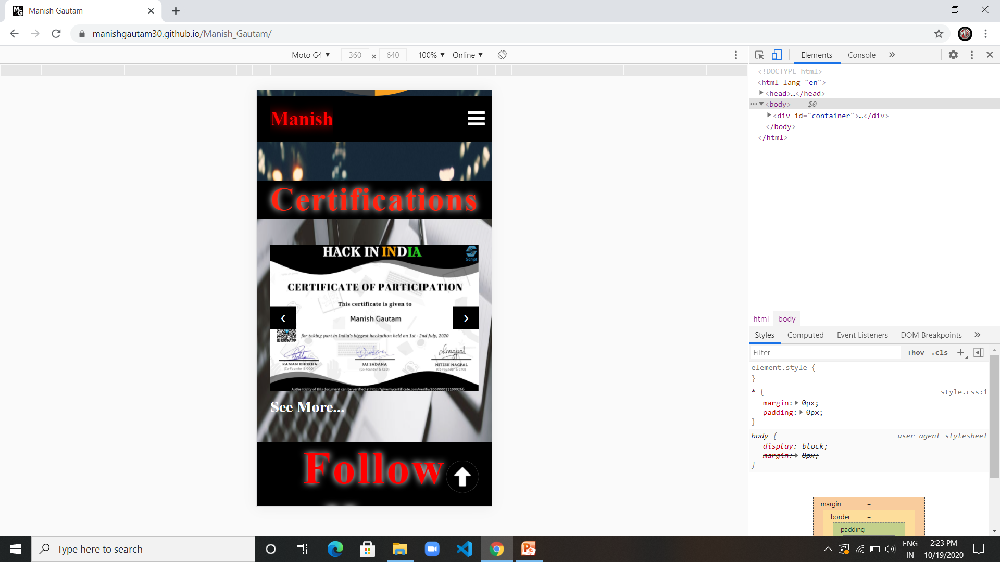 MG Manish Gautam
manishgautam30.github.io/Manish_Gautam/
Moto G4 ▼ 360 × 640 100% ▼ Online ▼
Elements Console »
<!DOCTYPE html>
<html lang="en">
<head>…</head>
<body> == $0
<div id="container">…</div>
</body>
</html>
Manish
Certifications
HACK IN INDIA
Script
CERTIFICATE OF PARTICIPATION
This certificate is given to
Manish Gautam
for taking part in India's biggest hackathon held on 1st - 2nd July, 2020
RAMAN KHOKHA JAI SADANA NITESH NAGPAL
(Co-Founder & COO) (Co-Founder & CEO) (Co-Founder & CTO)
Authenticity of this document can be verified at http://givemycertificate.com/verify/2007000111000266
See More...
Follow
html body
Styles Computed Event Listeners DOM Breakpoints »
Filter :hov .cls +
element.style {
}
* { style.css:1
margin: 0px;
padding: 0px;
}
body { user agent stylesheet
display: block;
margin: 8px;
}
margin –
border –
padding –
Type here to search
ENG 2:23 PM
IN 10/19/2020